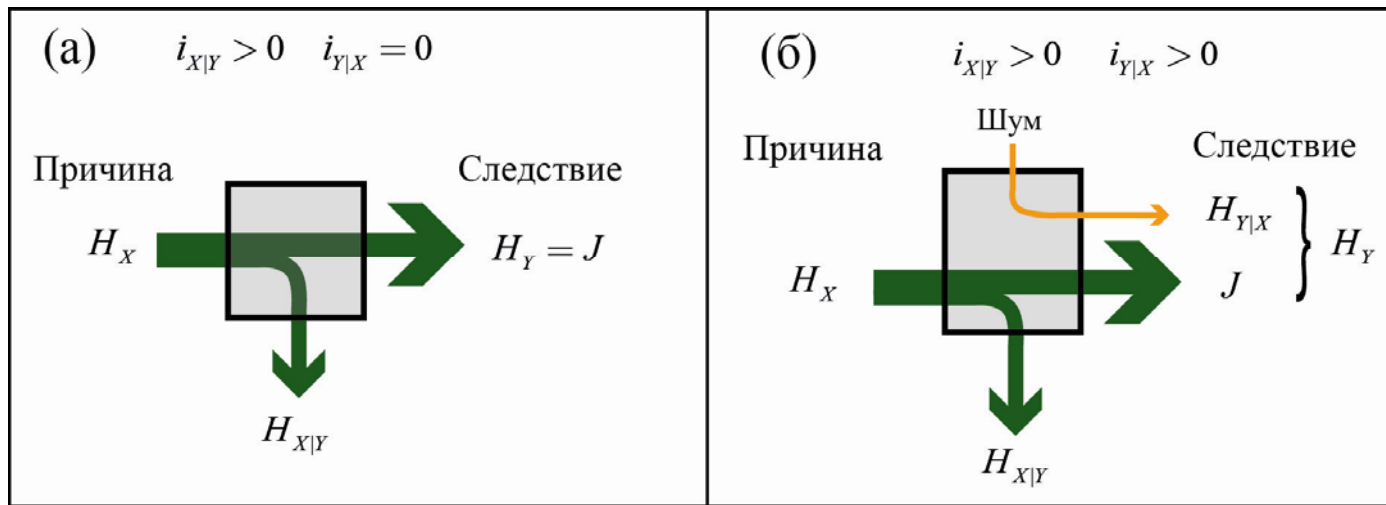 (а) i_{X|Y} > 0 i_{Y|X} = 0
Причина
Следствие
H_X
H_Y = J
H_{X|Y}
(б) i_{X|Y} > 0 i_{Y|X} > 0
Шум
Причина
Следствие
H_{Y|X}
H_X
J
} H_Y
H_{X|Y}